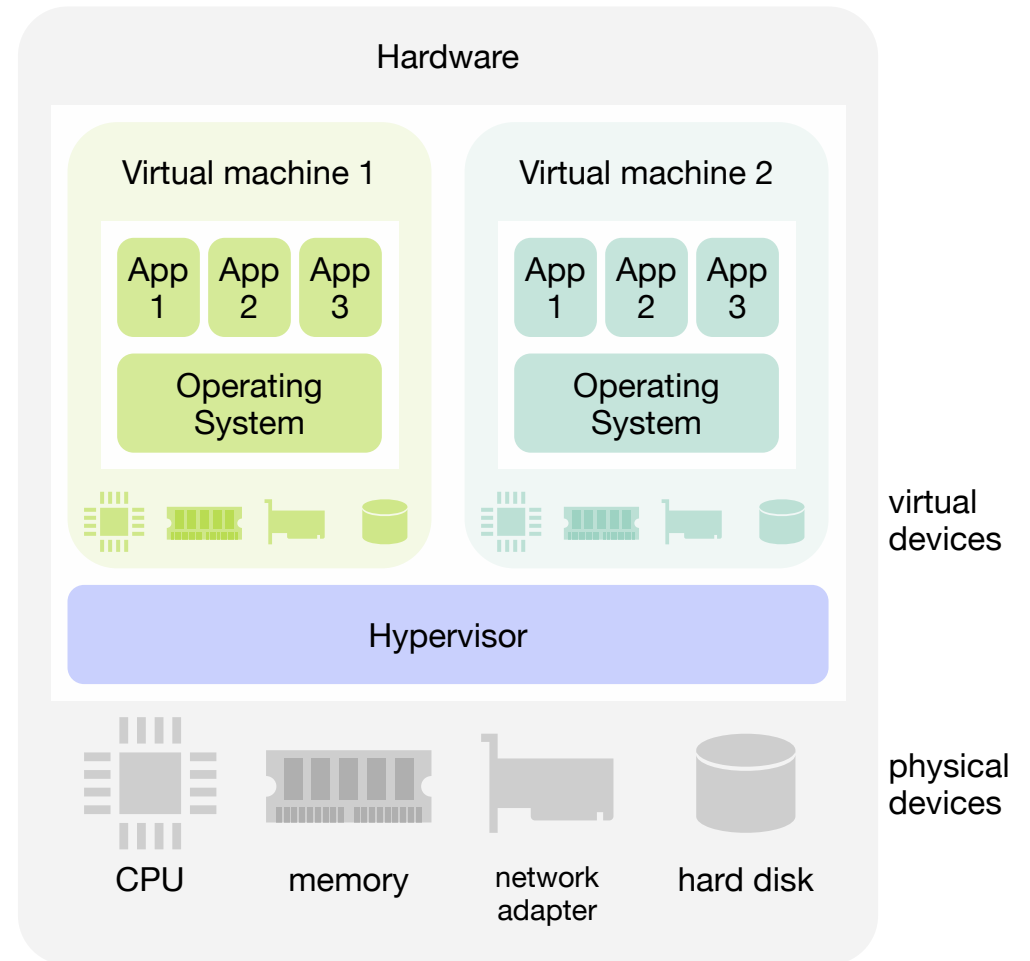 Hardware
Virtual machine 1
App
1
App
2
App
3
Operating
System
Virtual machine 2
App
1
App
2
App
3
Operating
System
virtual
devices
Hypervisor
physical
devices
CPU
memory
network
adapter
hard disk